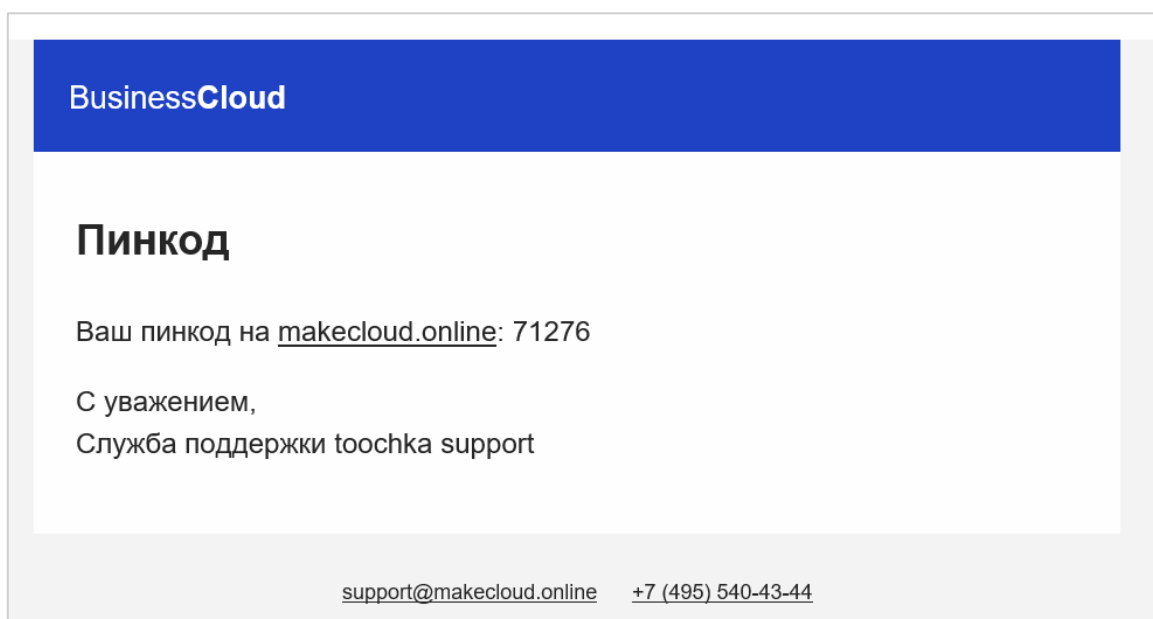 BusinessCloud
Пинкод
Ваш пинкод на makecloud.online: 71276
С уважением,
Служба поддержки toochka support
support@makecloud.online +7 (495) 540-43-44